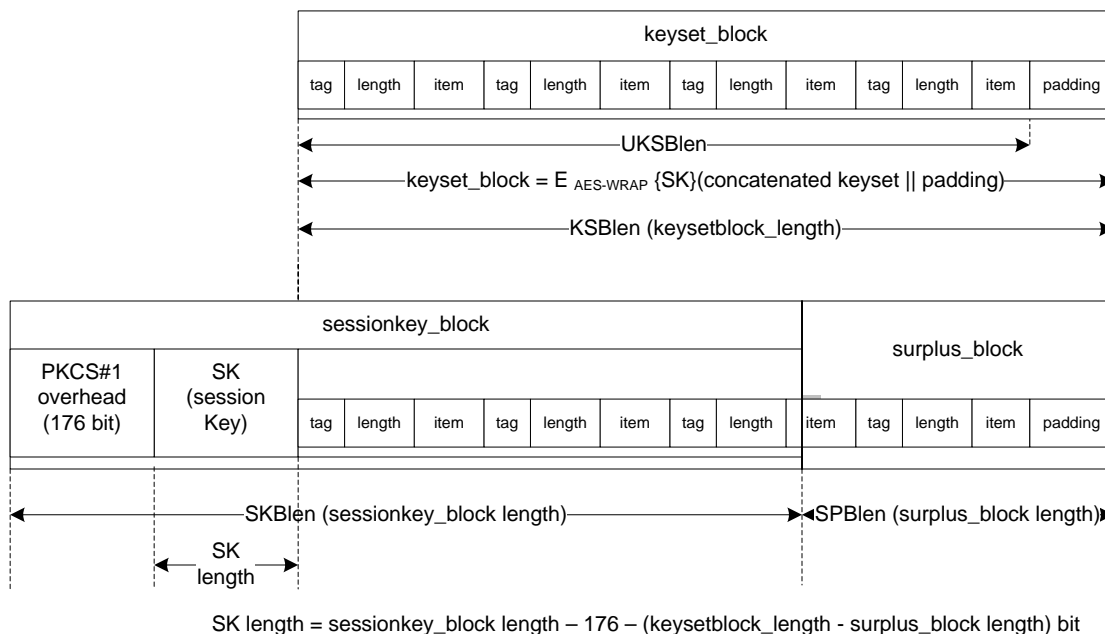 keyset_block
tag length item tag length item tag length item tag length item padding
UKSBlen
keyset_block = E AES-WRAP {SK}(concatenated keyset || padding)
KSBlen (keysetblock_length)
sessionkey_block
surplus_block
PKCS#1
overhead
(176 bit)
SK
(session
Key)
tag length item tag length item tag length item tag length item padding
SKBlen (sessionkey_block length)
SPBlen (surplus_block length)
SK
length
SK length = sessionkey_block length – 176 – (keysetblock_length - surplus_block length) bit